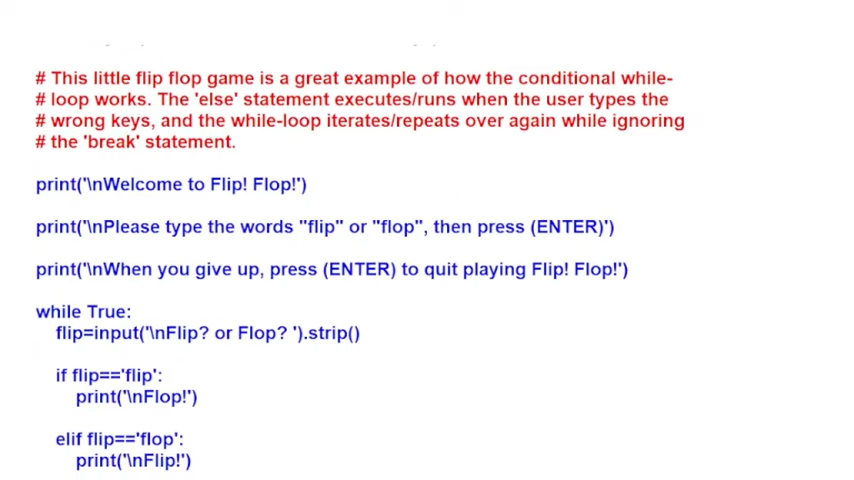 # This little flip flop game is a great example of how the conditional while-
# loop works. The 'else' statement executes/runs when the user types the
# wrong keys, and the while-loop iterates/repeats over again while ignoring
# the 'break' statement.
print('\nWelcome to Flip! Flop!')
print('\nPlease type the words "flip" or "flop", then press (ENTER)')
print('\nWhen you give up, press (ENTER) to quit playing Flip! Flop!')
while True:
    flip=input('\nFlip? or Flop? ').strip()
    if flip=='flip':
        print('\nFlop!')
    elif flip=='flop':
        print('\nFlip!')